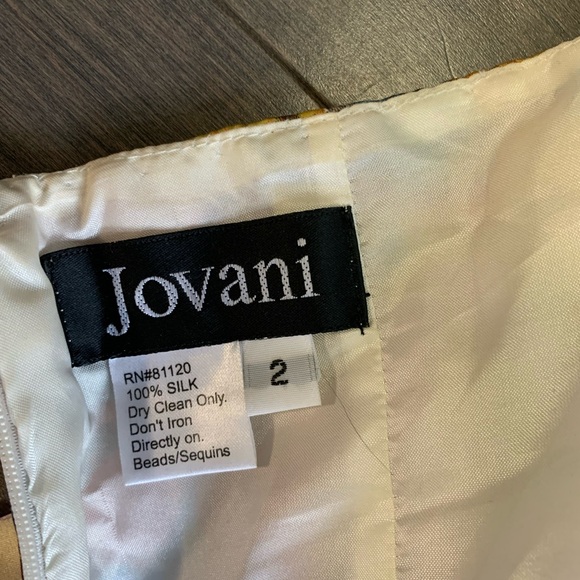 Jovani
RN#81120
100% SILK
Dry Clean Only.
Don't Iron
Directly on.
Beads/Sequins
2